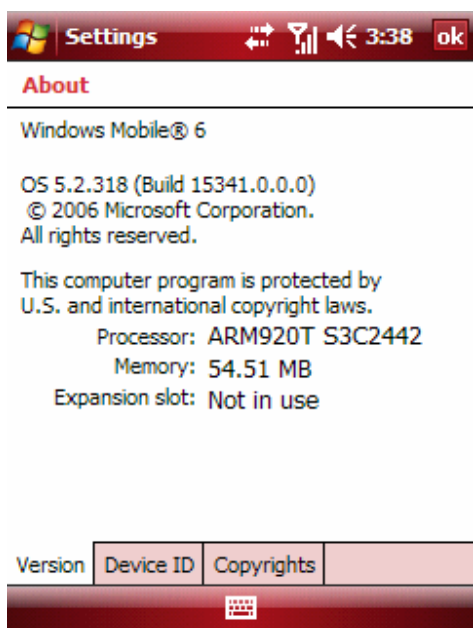 Settings 3:38 ok
About
Windows Mobile® 6
OS 5.2.318 (Build 15341.0.0.0)
© 2006 Microsoft Corporation.
All rights reserved.
This computer program is protected by
U.S. and international copyright laws.
Processor: ARM920T S3C2442
Memory: 54.51 MB
Expansion slot: Not in use
Version Device ID Copyrights